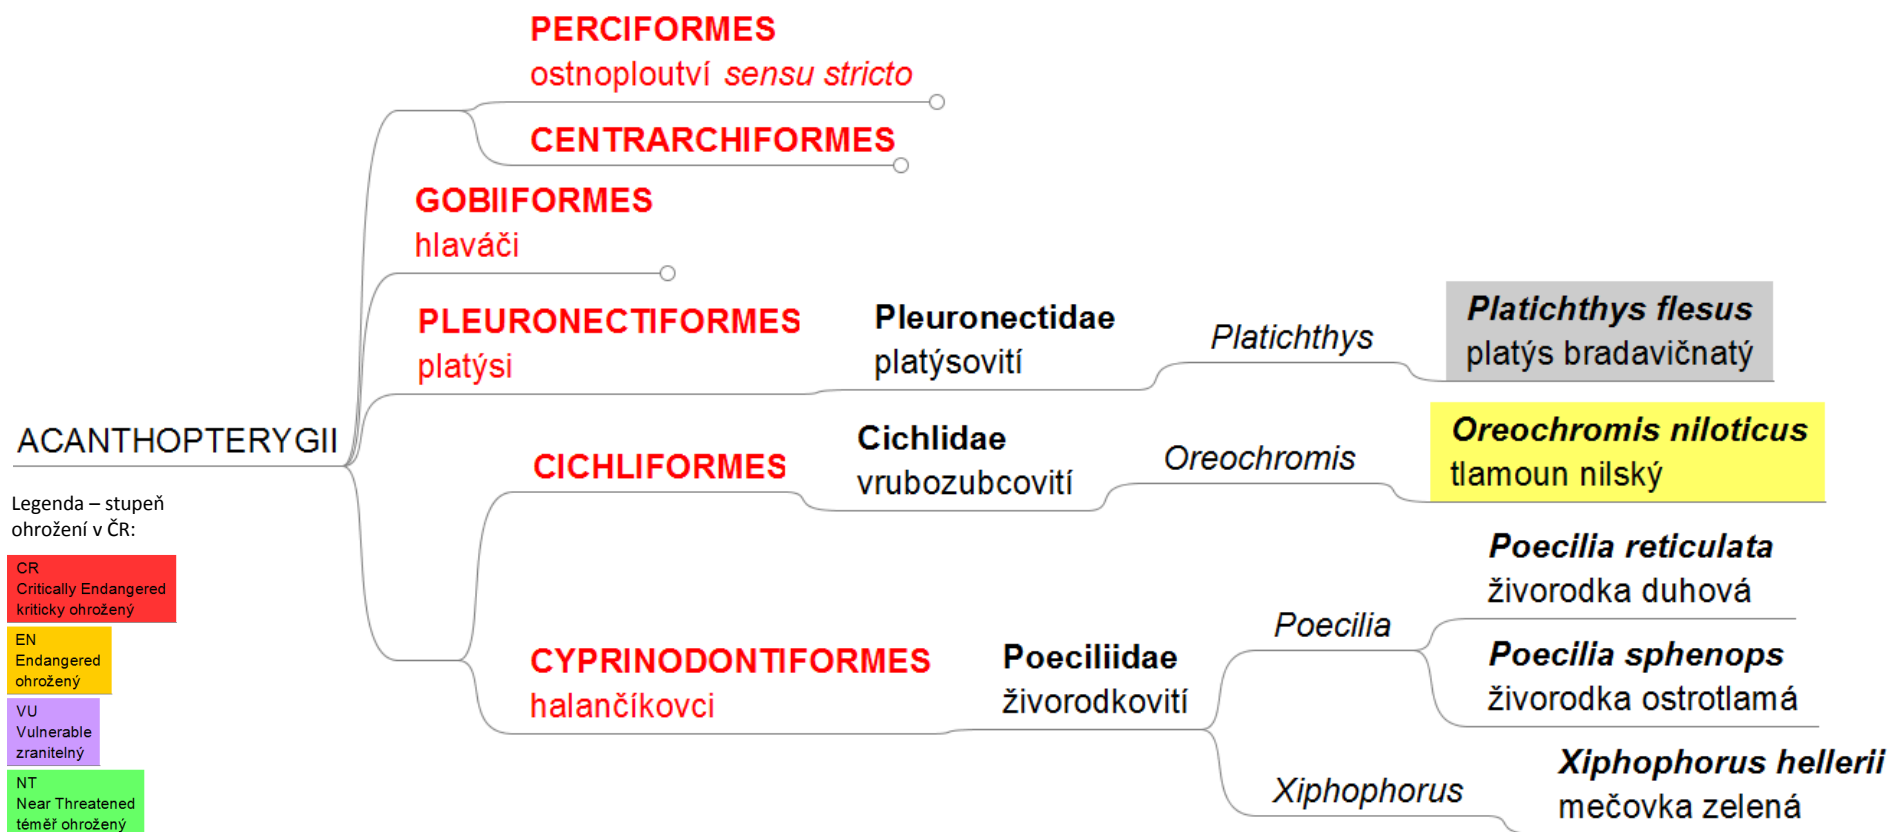 PERCIFORMES
ostnoploutví sensu stricto
CENTRARCHIFORMES
GOBIIFORMES
hlaváči
PLEURONECTIFORMES
platýsi
Pleuronectidae
platýsovití
Platichthys
Platichthys flesus
platýs bradavičnatý
ACANTHOPTERYGII
CICHLIFORMES
Cichlidae
vrubozubcovití
Oreochromis
Oreochromis niloticus
tlamoun nilský
CYPRINODONTIFORMES
halančíkovci
Poeciliidae
živorodkovití
Poecilia
Poecilia reticulata
živorodka duhová
Poecilia sphenops
živorodka ostrotlamá
Xiphophorus
Xiphophorus hellerii
mečovka zelená
Legenda – stupeň
ohrožení v ČR:
CR
Critically Endangered
kriticky ohrožený
EN
Endangered
ohrožený
VU
Vulnerable
zranitelný
NT
Near Threatened
téměř ohrožený